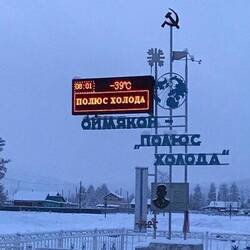 08:01 -39°C
ПОЛЮС ХОЛОДА
ОЙМЯКОН -
„ПОЛЮС
ХОЛОДА"